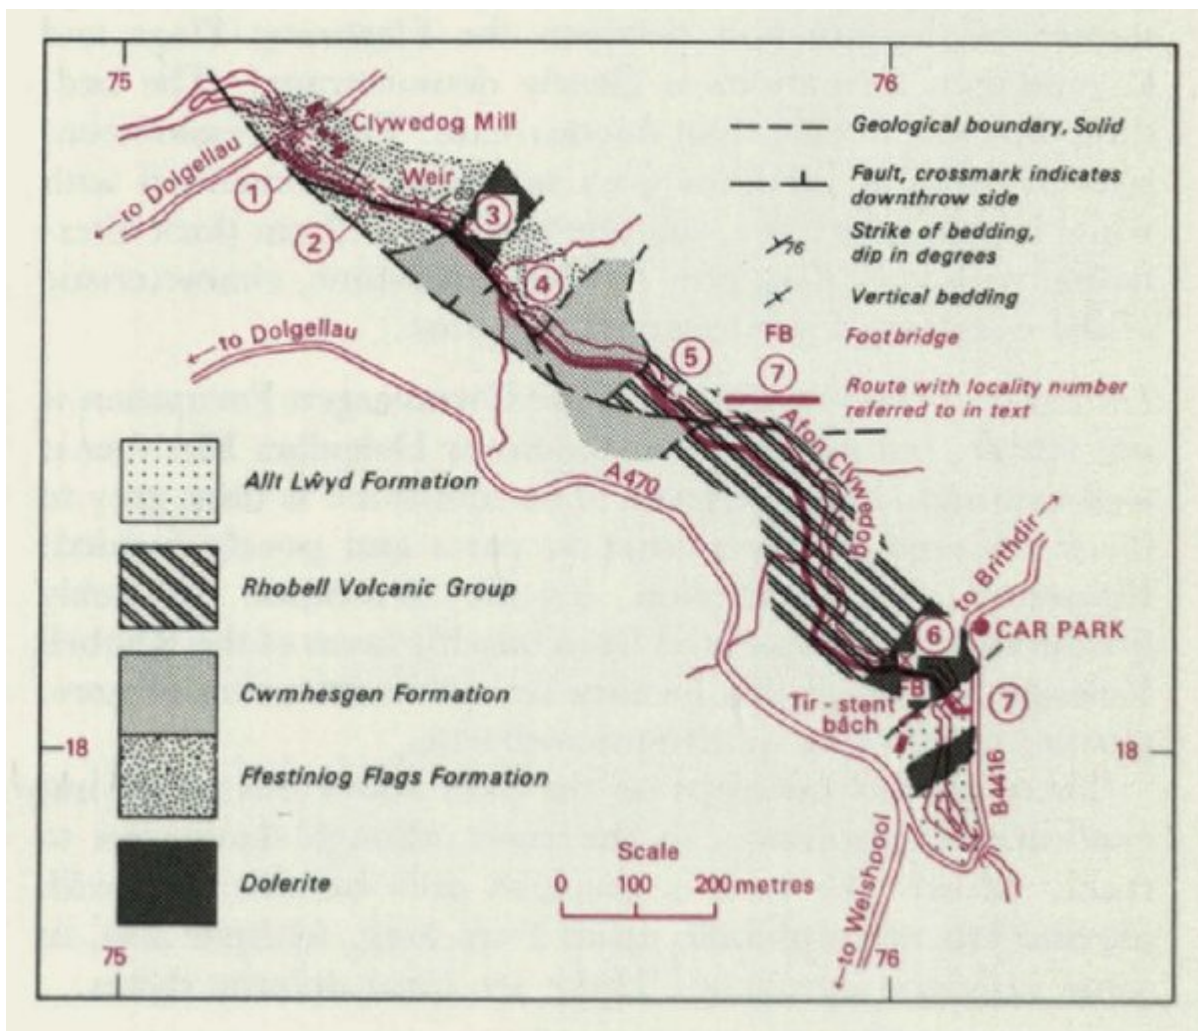 75
76
Clywedog Mill
Geological boundary, Solid
← to Dolgellau
Weir
Fault, crossmark indicates
downthrow side
1
3
2
76
Strike of bedding,
dip in degrees
4
Vertical bedding
← to Dolgellau
FB
Footbridge
5
7
Route with locality number
referred to in text
Afon Clywedog
A470
Allt Lŵyd Formation
Rhobell Volcanic Group
to Brithdir →
6
CAR PARK
Cwmhesgen Formation
FB
Tir - stent
bâch
7
18
18
Ffestiniog Flags Formation
B4416
Scale
Dolerite
0 100 200 metres
← to Welshpool
75
76